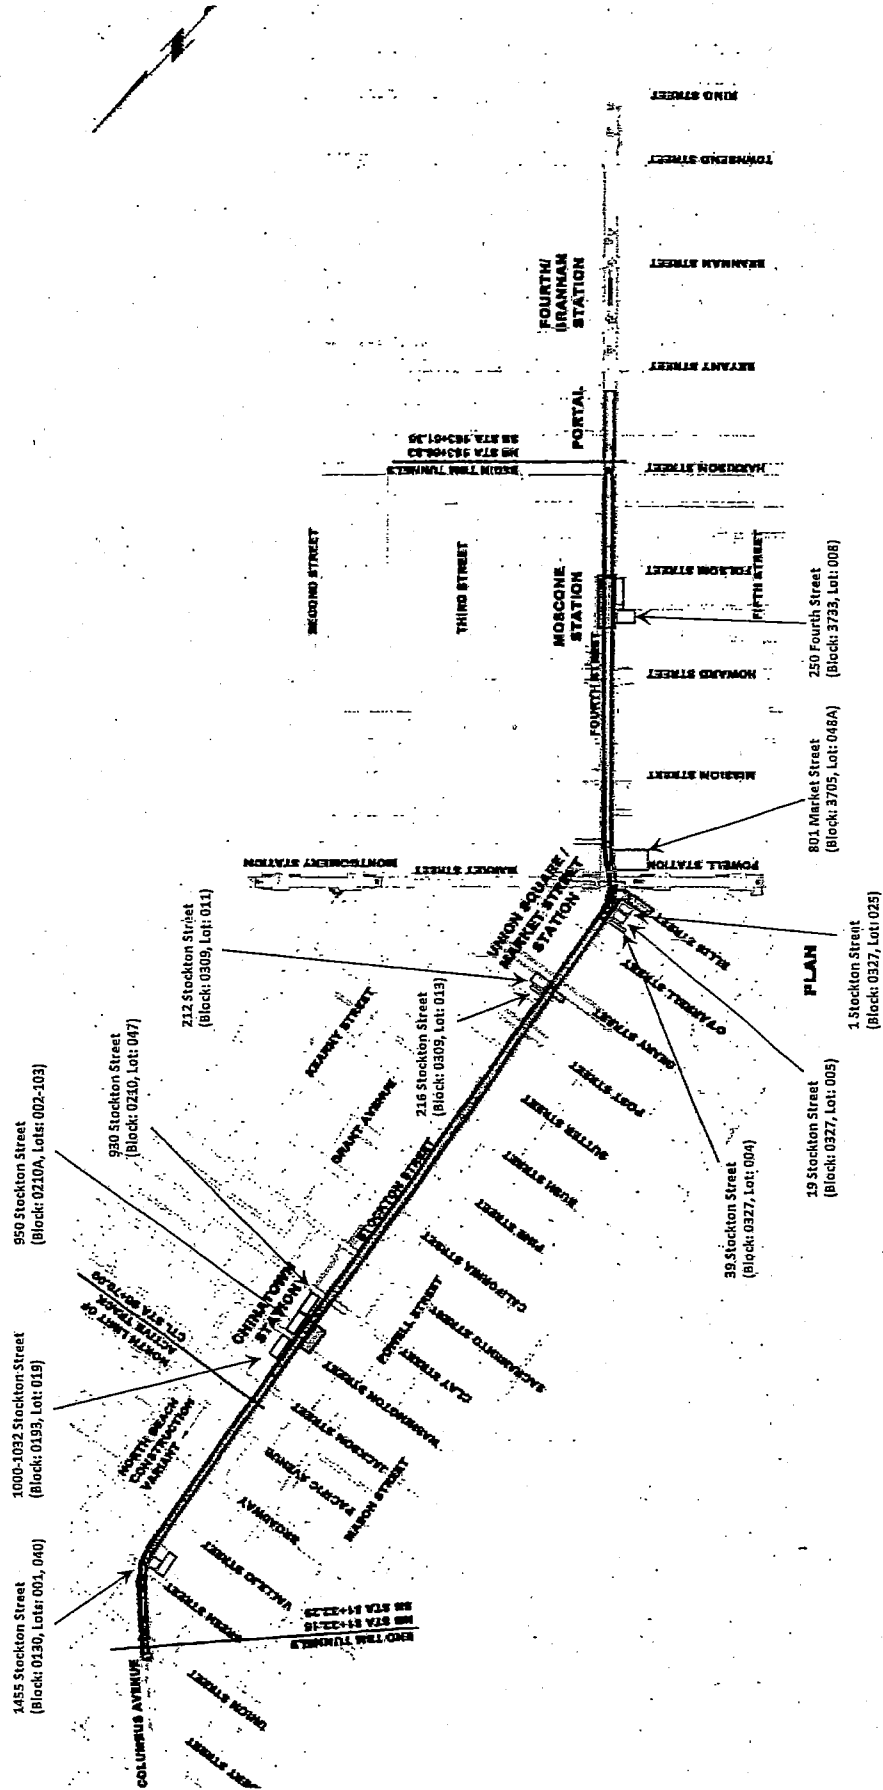 1455 Stockton Street
(Block: 0130, Lots: 001, 040)
1000-1032 Stockton Street
(Block: 0193, Lot: 019)
950 Stockton Street
(Block: 0210A, Lots: 002-103)
930 Stockton Street
(Block: 0210, Lot: 047)
212 Stockton Street
(Block: 0309, Lot: 011)
216 Stockton Street
(Block: 0309, Lot: 013)
COLUMBUS AVENUE
NORTH BEACH
CONSTRUCTION
VARIANT
NORTH LIMIT OF
ACTIVE TRACK
CHINATOWN
STATION
STOCKTON STREET
GRANT AVENUE
KEARNY STREET
UNION SQUARE /
MARKET STREET
STATION
MONTGOMERY STATION
MARKET STREET
POWELL STATION
SECOND STREET
THIRD STREET
FOURTH STREET
FIFTH STREET
MOSCONE
STATION
BEGIN TBM TUNNELS
PORTAL
FOURTH/
BRANNAN
STATION
KING STREET
TOWNSEND STREET
BRANNAN STREET
BRYANT STREET
HARRISON STREET
FOLSOM STREET
HOWARD STREET
MISSION STREET
ELLIS STREET
O'FARRELL STREET
GEARY STREET
POST STREET
SUTTER STREET
BUSH STREET
PINE STREET
CALIFORNIA STREET
SACRAMENTO STREET
CLAY STREET
POWELL STREET
WASHINGTON STREET
JACKSON STREET
PACIFIC AVENUE
MASON STREET
BROADWAY
VALLEJO STREET
GREEN STREET
UNION STREET
END TBM TUNNELS
PLAN
39 Stockton Street
(Block: 0327, Lot: 004)
19 Stockton Street
(Block: 0327, Lot: 005)
1 Stockton Street
(Block: 0327, Lot: 025)
801 Market Street
(Block: 3705, Lot: 048A)
250 Fourth Street
(Block: 3733, Lot: 008)